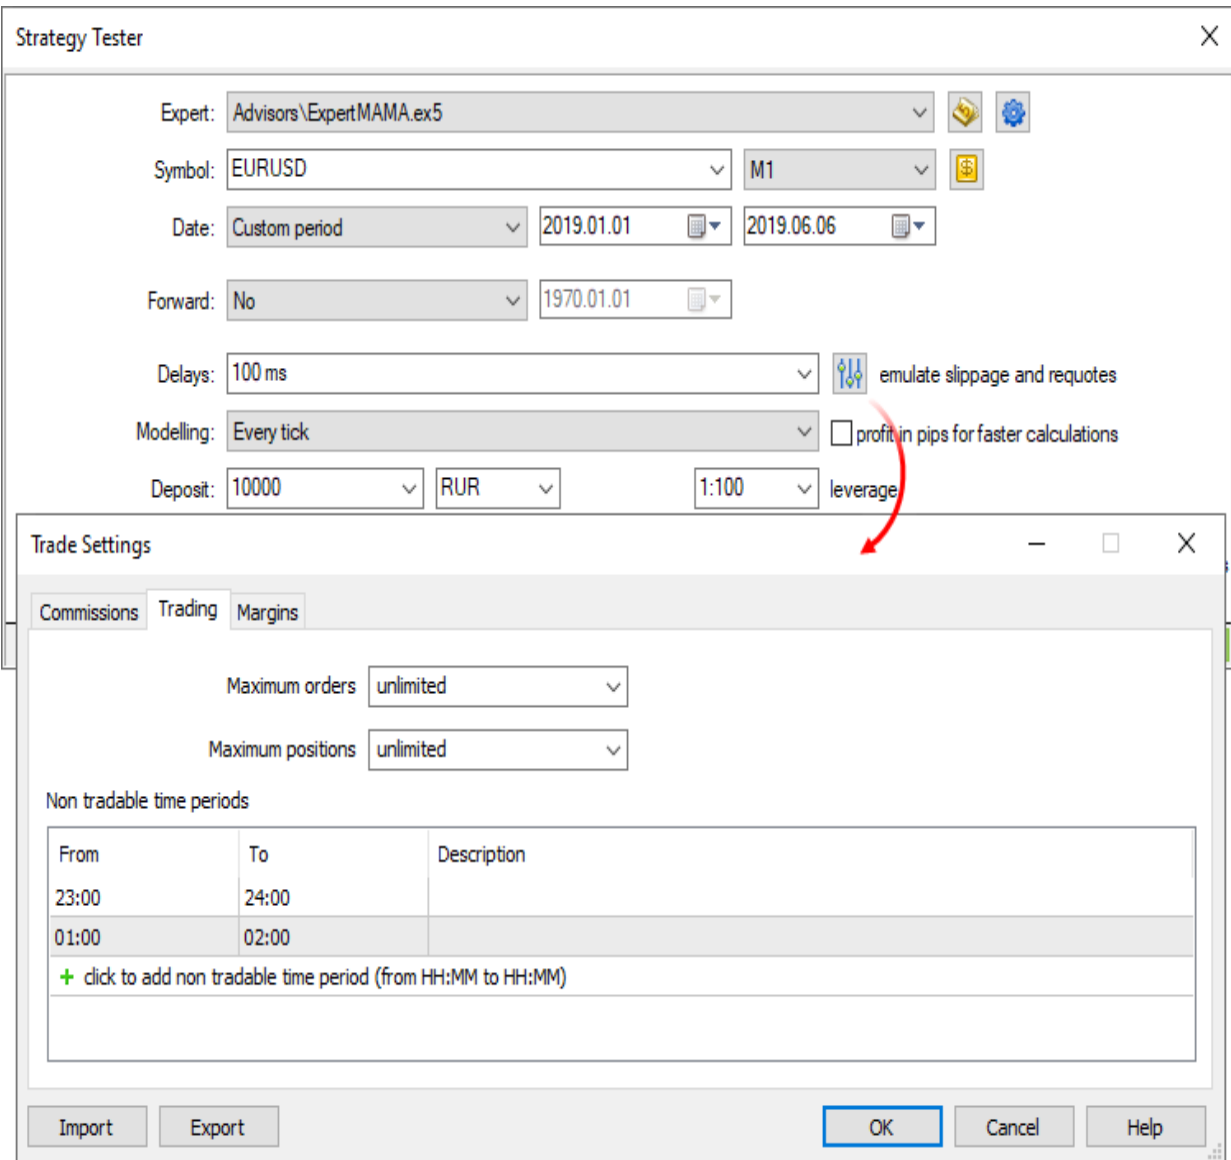 Strategy Tester
Expert: Advisors\ExpertMAMA.ex5
Symbol: EURUSD M1
Date: Custom period 2019.01.01 2019.06.06
Forward: No 1970.01.01
Delays: 100 ms emulate slippage and requotes
Modelling: Every tick profit in pips for faster calculations
Deposit: 10000 RUR 1:100 leverage
Trade Settings
Commissions Trading Margins
Maximum orders unlimited
Maximum positions unlimited
Non tradable time periods
From To Description
23:00 24:00
01:00 02:00
+ click to add non tradable time period (from HH:MM to HH:MM)
Import Export OK Cancel Help